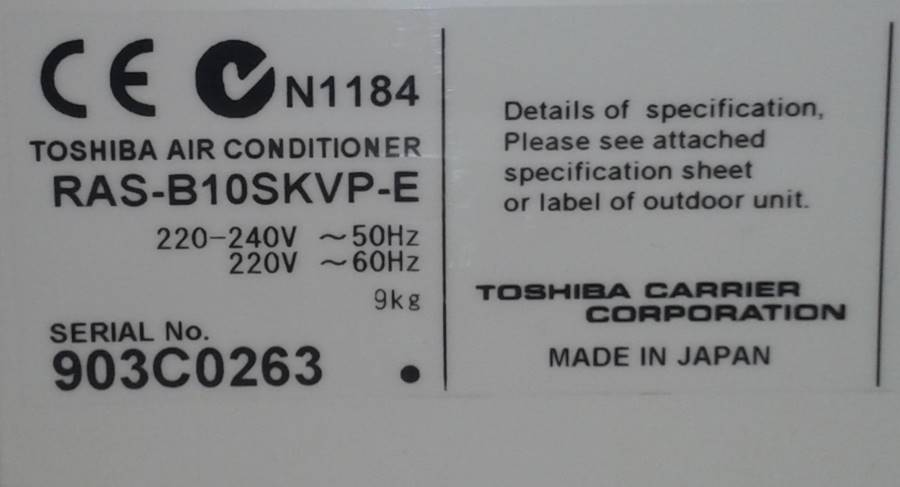 CE N1184
TOSHIBA AIR CONDITIONER
RAS-B10SKVP-E
220-240V ~50Hz
220V ~60Hz
9kg
SERIAL No.
903C0263
Details of specification,
Please see attached
specification sheet
or label of outdoor unit.
TOSHIBA CARRIER
CORPORATION
MADE IN JAPAN